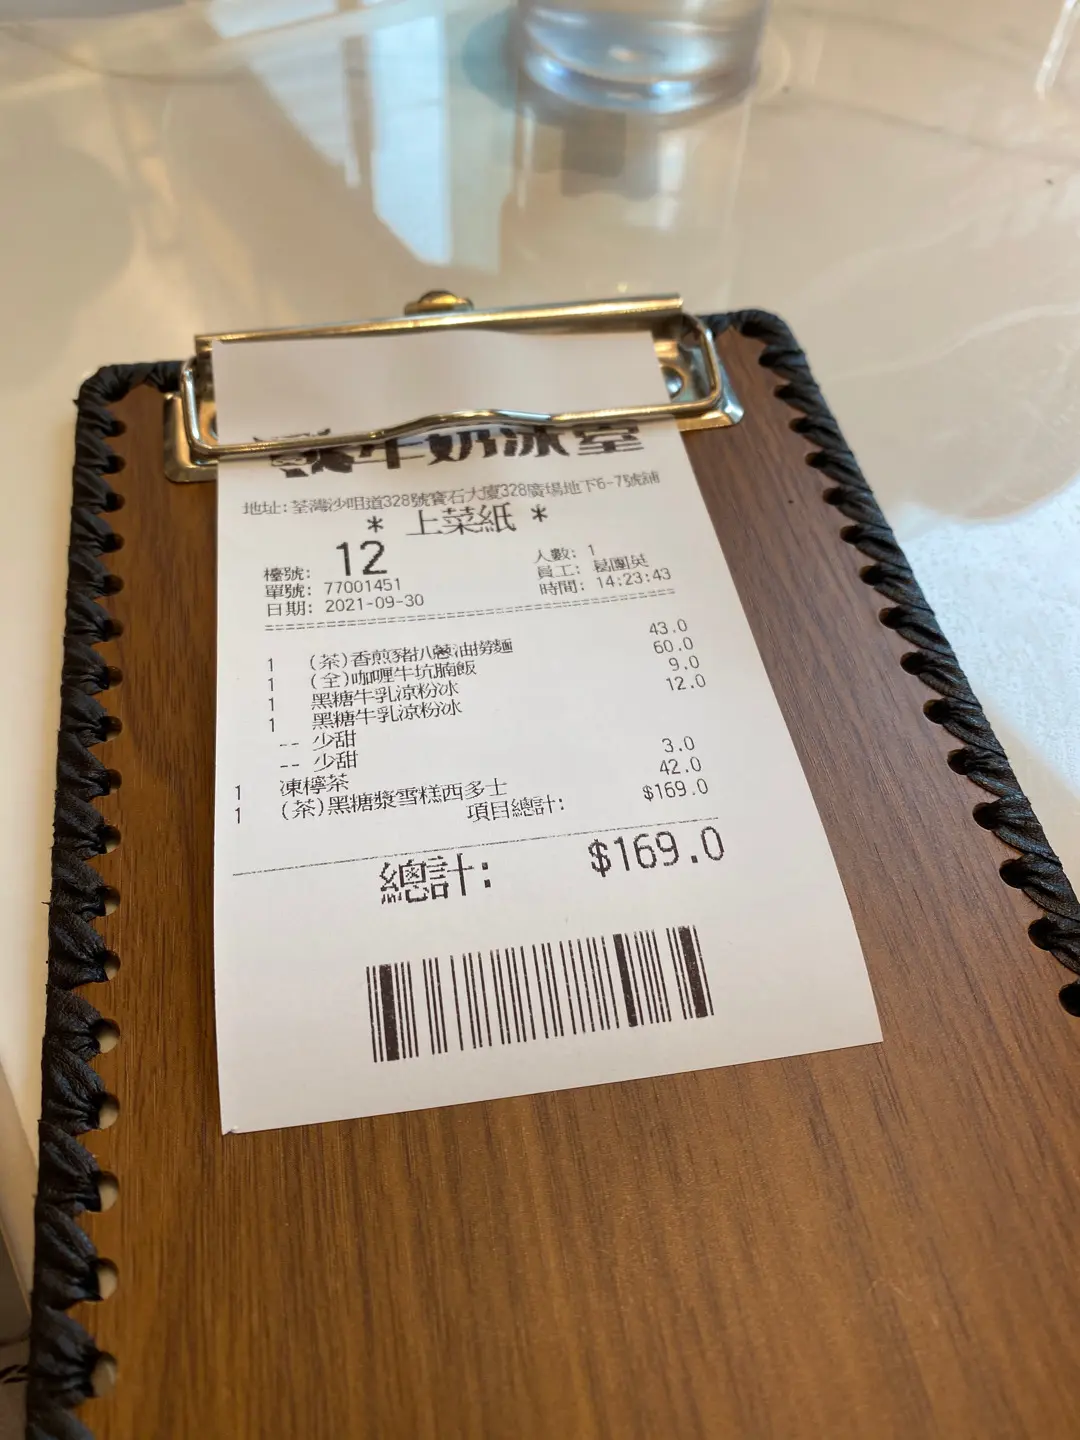 牛奶冰室
地址:荃灣沙咀道328號寶石大廈328廣場地下6-7號舖
* 上菜紙 *
檯號: 12 人數: 1
單號: 77001451 員工: 葛團英
日期: 2021-09-30 時間: 14:23:43
1 (茶)香煎豬扒蔥油撈麵 43.0
1 (全)咖喱牛坑腩飯 60.0
1 黑糖牛乳涼粉冰 9.0
1 黑糖牛乳涼粉冰 12.0
-- 少甜
-- 少甜
1 凍檸茶 3.0
1 (茶)黑糖漿雪糕西多士 42.0
項目總計: $169.0
總計: $169.0